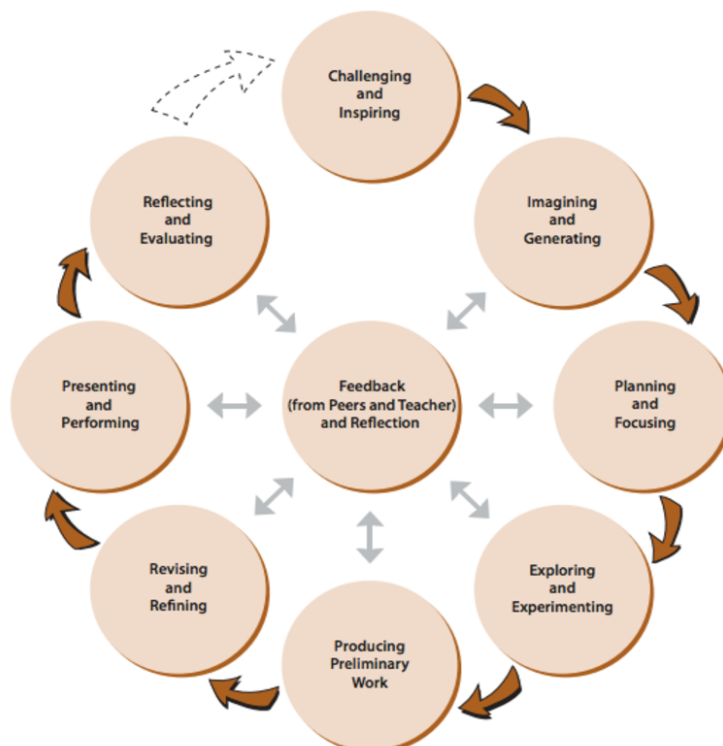 Challenging
and
Inspiring
Imagining
and
Generating
Planning
and
Focusing
Exploring
and
Experimenting
Producing
Preliminary
Work
Revising
and
Refining
Presenting
and
Performing
Reflecting
and
Evaluating
Feedback
(from Peers and Teacher)
and Reflection